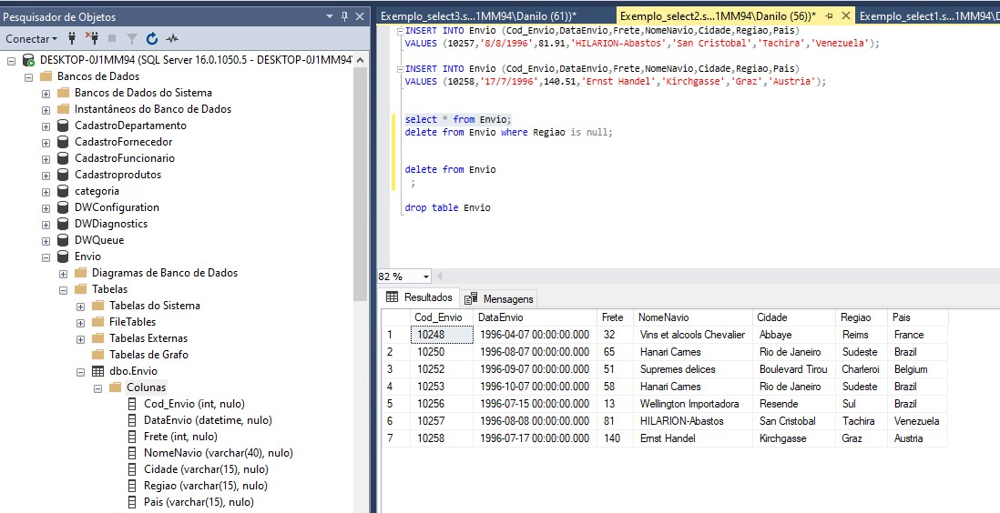 Pesquisador de Objetos
Conectar
DESKTOP-0J1MM94 (SQL Server 16.0.1050.5 - DESKTOP-0J1MM94\
Bancos de Dados
Bancos de Dados do Sistema
Instantâneos do Banco de Dados
CadastroDepartamento
CadastroFornecedor
CadastroFuncionario
Cadastroprodutos
categoria
DWConfiguration
DWDiagnostics
DWQueue
Envio
Diagramas de Banco de Dados
Tabelas
Tabelas do Sistema
FileTables
Tabelas Externas
Tabelas de Grafo
dbo.Envio
Colunas
Cod_Envio (int, nulo)
DataEnvio (datetime, nulo)
Frete (int, nulo)
NomeNavio (varchar(40), nulo)
Cidade (varchar(15), nulo)
Regiao (varchar(15), nulo)
Pais (varchar(15), nulo)
Exemplo_select3.s...1MM94\Danilo (61))* Exemplo_select2.s...1MM94\Danilo (56))* Exemplo_select1.s...1MM94\D
INSERT INTO Envio (Cod_Envio,DataEnvio,Frete,NomeNavio,Cidade,Regiao,Pais)
VALUES (10257,'8/8/1996',81.91,'HILARION-Abastos','San Cristobal','Tachira','Venezuela');
INSERT INTO Envio (Cod_Envio,DataEnvio,Frete,NomeNavio,Cidade,Regiao,Pais)
VALUES (10258,'17/7/1996',140.51,'Ernst Handel','Kirchgasse','Graz','Austria');
select * from Envio;
delete from Envio where Regiao is null;
delete from Envio
;
drop table Envio
82 %
Resultados Mensagens
Cod_Envio DataEnvio Frete NomeNavio Cidade Regiao Pais
1 10248 1996-04-07 00:00:00.000 32 Vins et alcools Chevalier Abbaye Reims France
2 10250 1996-08-07 00:00:00.000 65 Hanari Carnes Rio de Janeiro Sudeste Brazil
3 10252 1996-09-07 00:00:00.000 51 Supremes delices Boulevard Tirou Charleroi Belgium
4 10253 1996-10-07 00:00:00.000 58 Hanari Carnes Rio de Janeiro Sudeste Brazil
5 10256 1996-07-15 00:00:00.000 13 Wellington Importadora Resende Sul Brazil
6 10257 1996-08-08 00:00:00.000 81 HILARION-Abastos San Cristobal Tachira Venezuela
7 10258 1996-07-17 00:00:00.000 140 Ernst Handel Kirchgasse Graz Austria